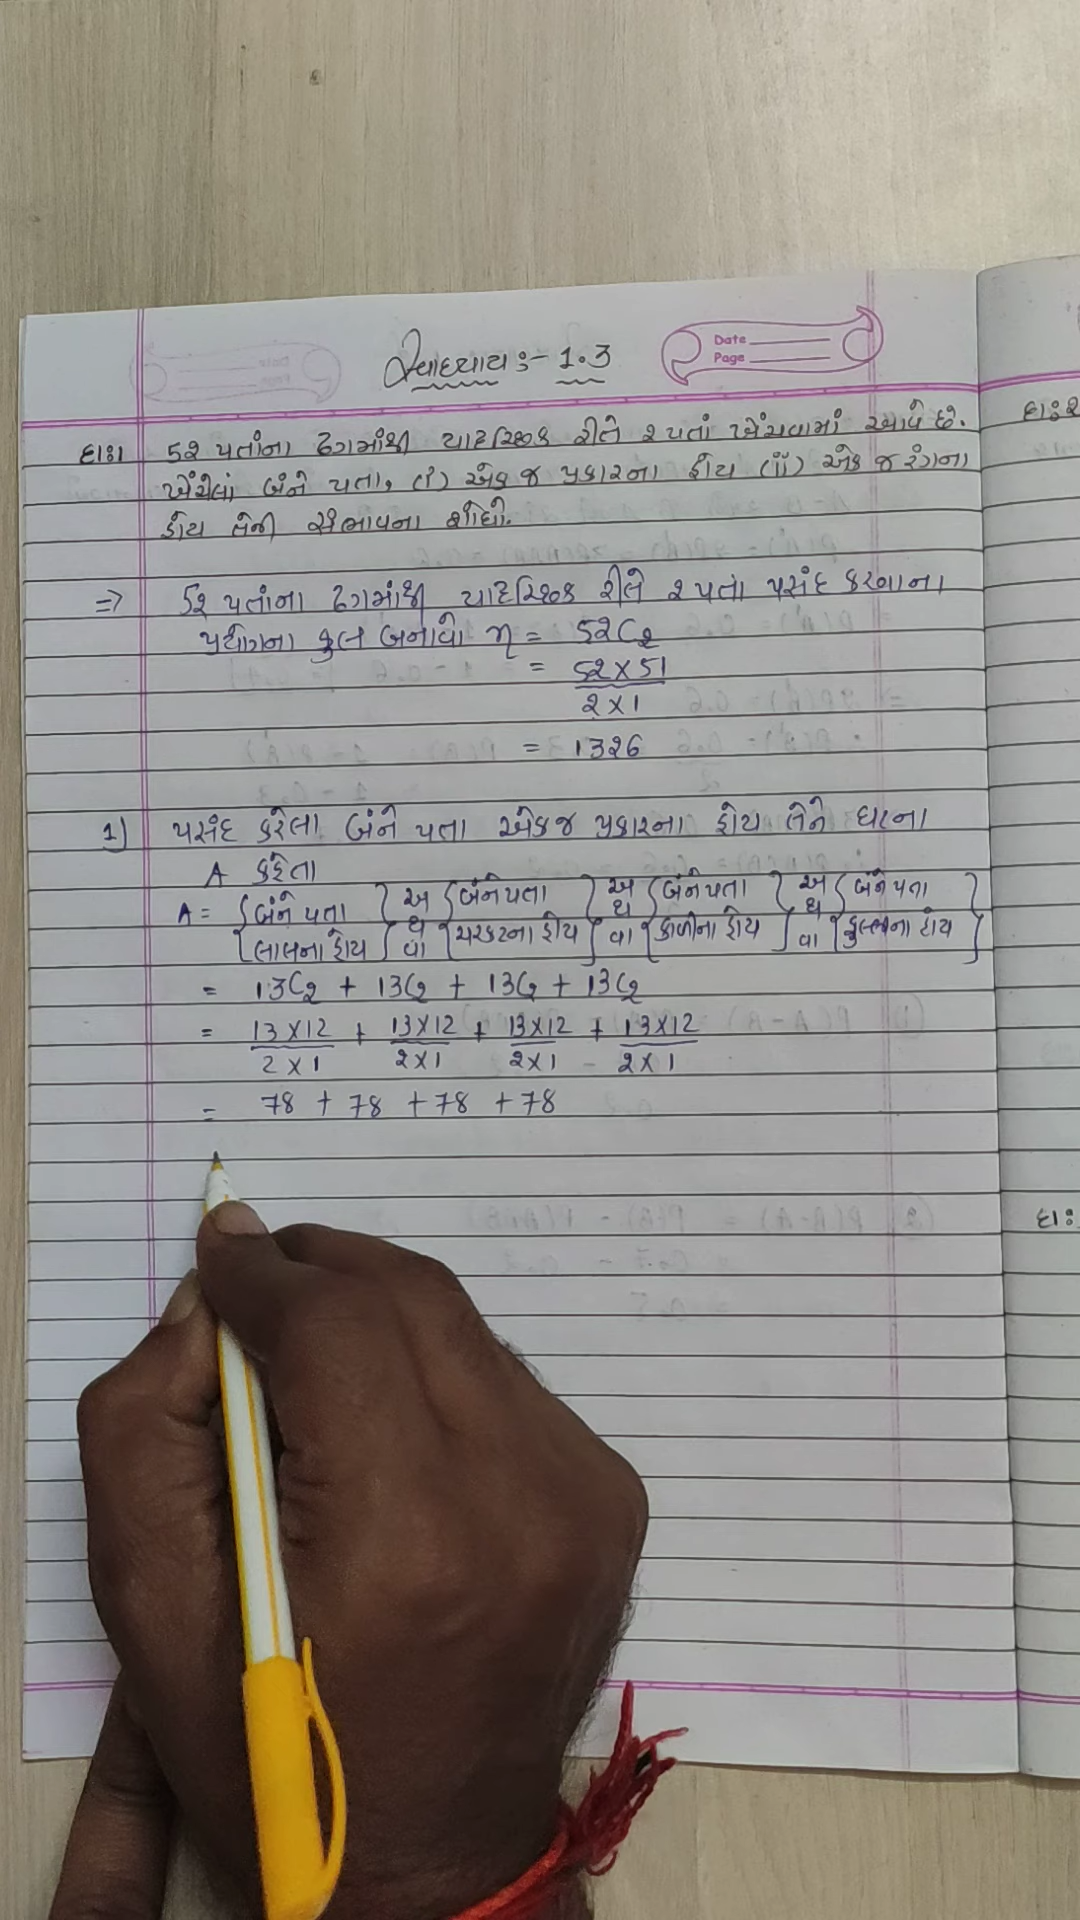 સ્વાધ્યાય:- 1.3
Date
Page
દાઃ1 52 પતાંના ઢગમાંથી યાદચ્છિક રીતે 2 પતાં ખેંચવામાં આવે છે.
ખેંચેલાં બંને પતા, (i) એક જ પ્રકારના હોય (ii) એક જ રંગના
હોય તેની સંભાવના શોધો.
⇒ 52 પતાંના ઢગમાંથી યાદચ્છિક રીતે 2 પતા પસંદ કરવાના
પ્રયોગના કુલ બનાવો n = 52C2
= 52 × 51
2 × 1
= 1326
1) પસંદ કરેલા બંને પતા એકજ પ્રકારના હોય તેને ઘટના
A કહેતા
A = {બંને પતા લાલના હોય} અથવા {બંને પતા ચરકટના હોય} અથવા {બંને પતા કાળીના હોય} અથવા {બંને પતા ફુલ્લીના હોય}
= 13C2 + 13C2 + 13C2 + 13C2
= 13×12 + 13×12 + 13×12 + 13×12
2×1 2×1 2×1 2×1
= 78 + 78 + 78 + 78
દાઃ2
દાઃ